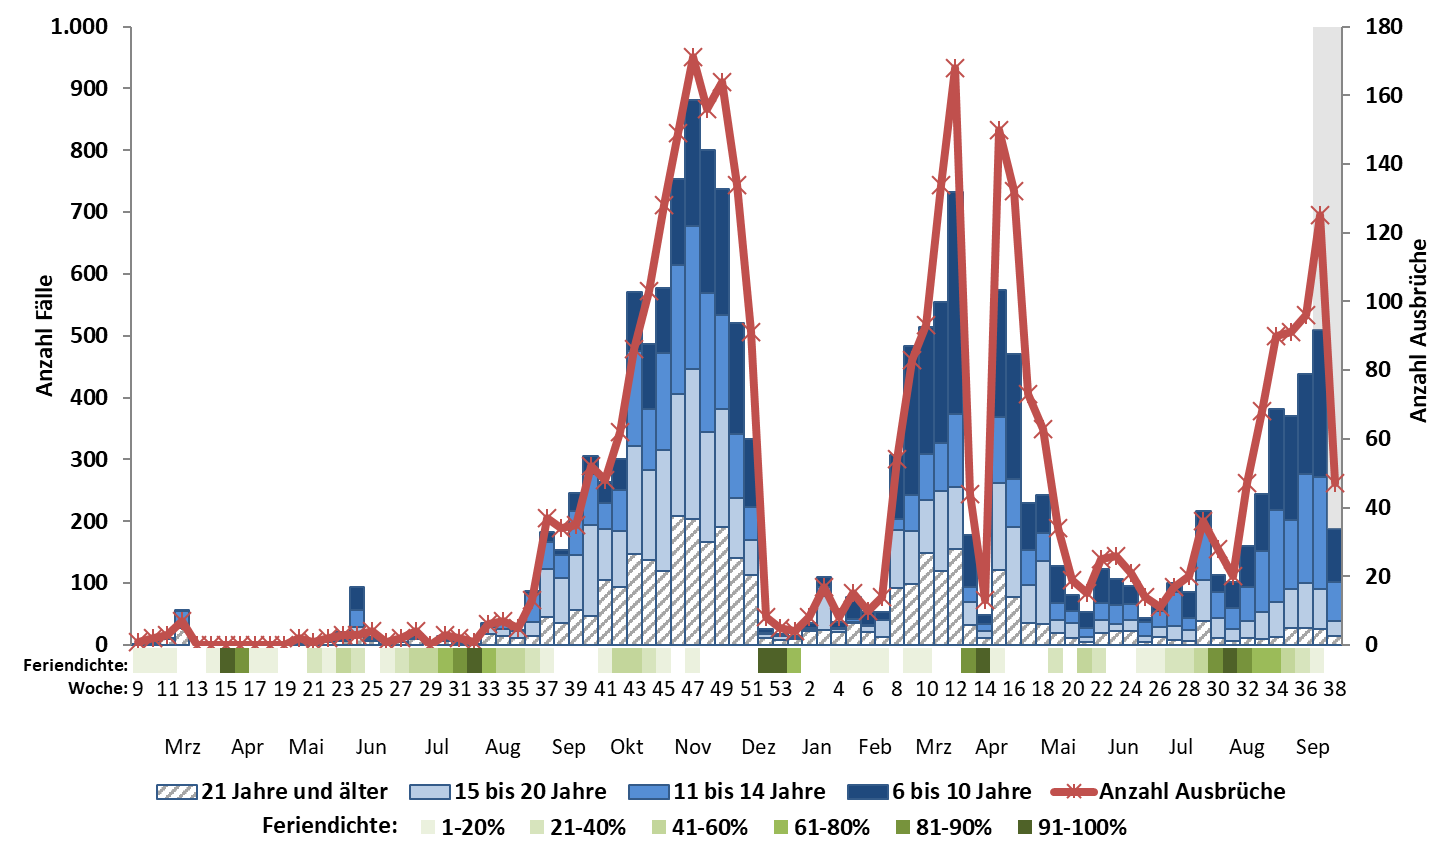 1.000 180
900 160
800 140
700 120
600 100
500 80
400 60
300 40
200 20
100 0
0
Anzahl Fälle
Anzahl Ausbrüche
Feriendichte:
Woche: 9 11 13 15 17 19 21 23 25 27 29 31 33 35 37 39 41 43 45 47 49 51 53 2 4 6 8 10 12 14 16 18 20 22 24 26 28 30 32 34 36 38
Mrz Apr Mai Jun Jul Aug Sep Okt Nov Dez Jan Feb Mrz Apr Mai Jun Jul Aug Sep
21 Jahre und älter 15 bis 20 Jahre 11 bis 14 Jahre 6 bis 10 Jahre Anzahl Ausbrüche
Feriendichte: 1-20% 21-40% 41-60% 61-80% 81-90% 91-100%